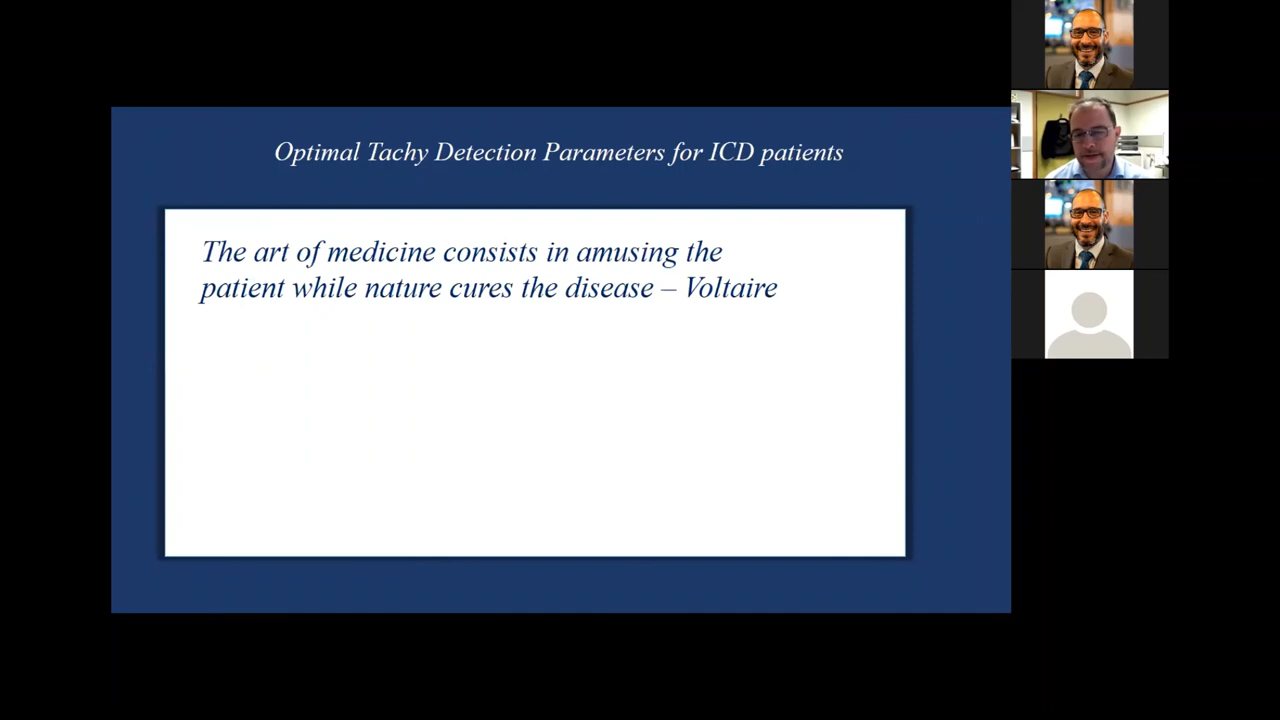 Optimal Tachy Detection Parameters for ICD patients
The art of medicine consists in amusing the
patient while nature cures the disease – Voltaire